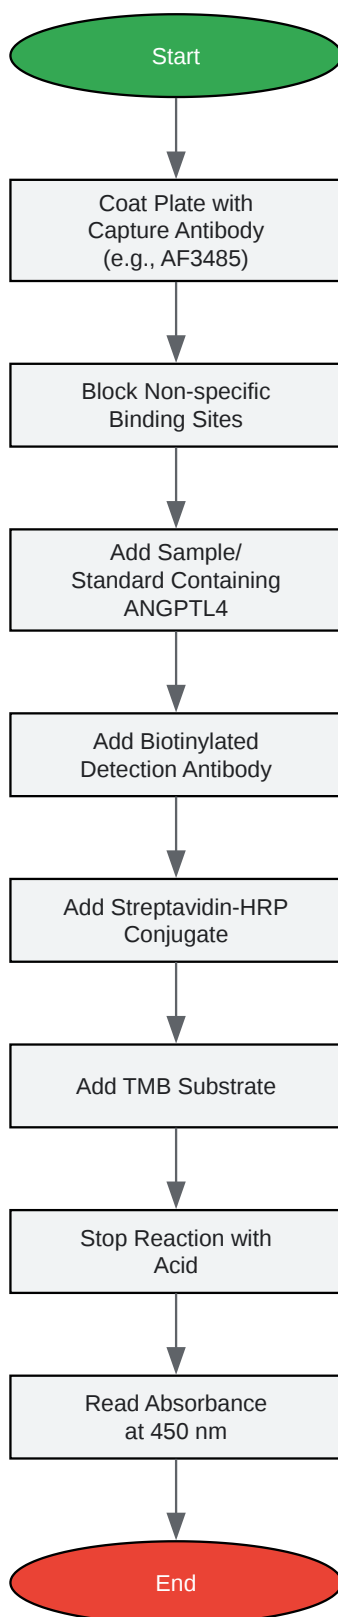 Start
Coat Plate with
Capture Antibody
(e.g., AF3485)
Block Non-specific
Binding Sites
Add Sample/
Standard Containing
ANGPTL4
Add Biotinylated
Detection Antibody
Add Streptavidin-HRP
Conjugate
Add TMB Substrate
Stop Reaction with
Acid
Read Absorbance
at 450 nm
End